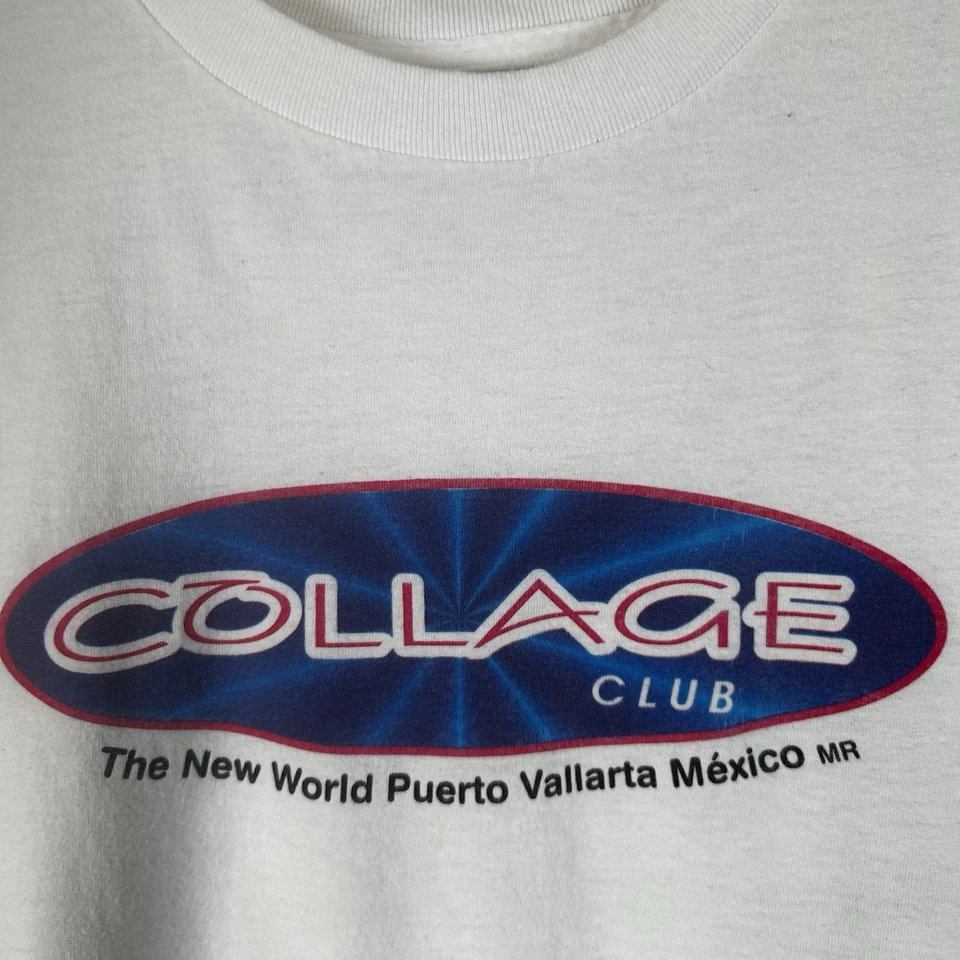 COLLAGE
CLUB
The New World Puerto Vallarta México MR